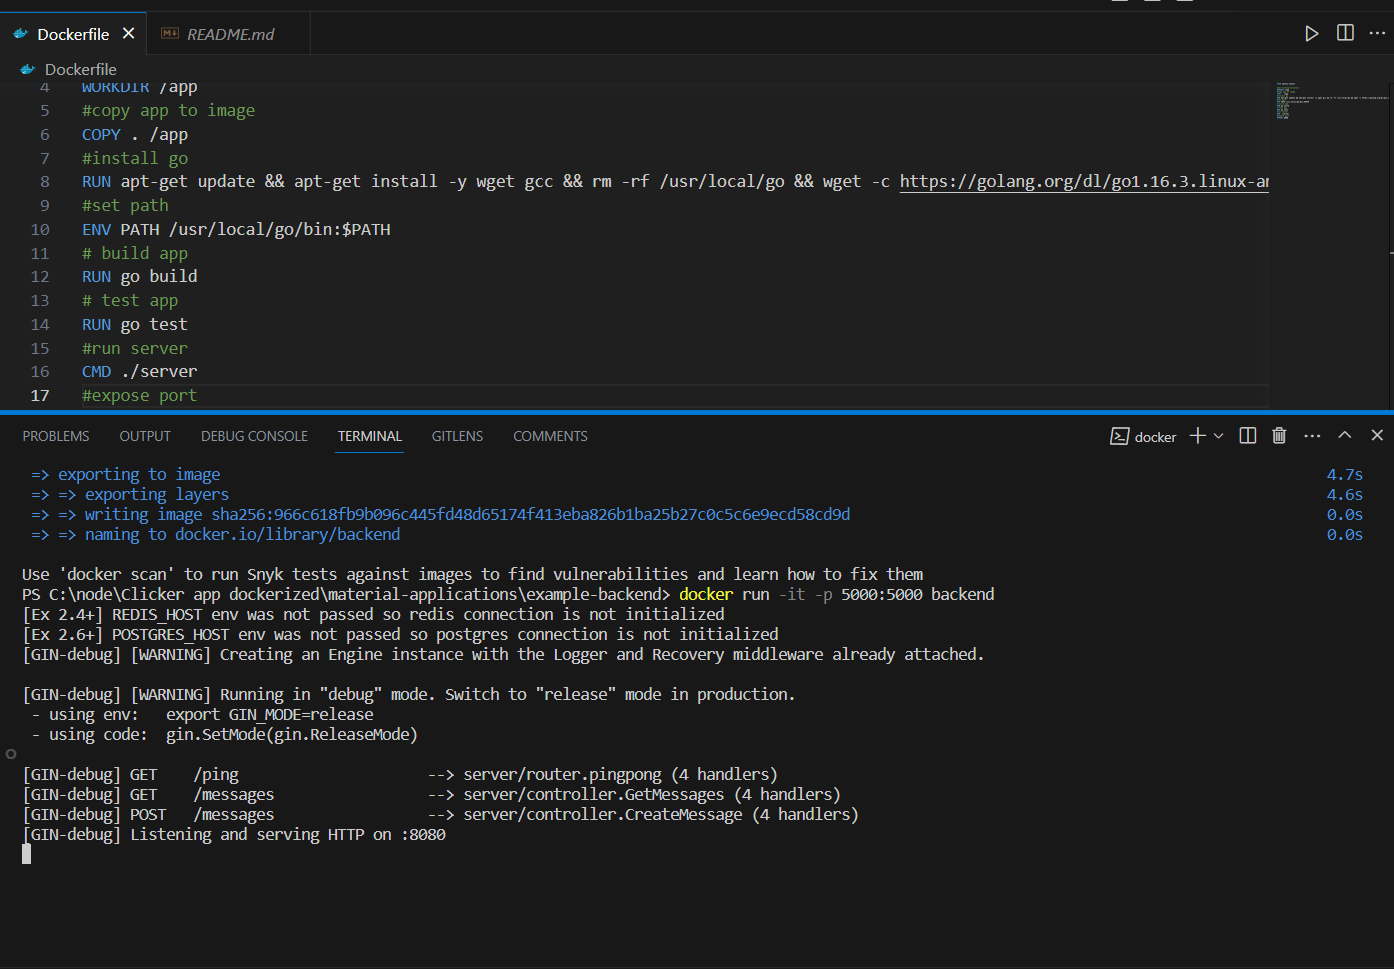 Dockerfile
README.md
Dockerfile
4 WORKDIR /app
5 #copy app to image
6 COPY . /app
7 #install go
8 RUN apt-get update && apt-get install -y wget gcc && rm -rf /usr/local/go && wget -c https://golang.org/dl/go1.16.3.linux-
9 #set path
10 ENV PATH /usr/local/go/bin:$PATH
11 # build app
12 RUN go build
13 # test app
14 RUN go test
15 #run server
16 CMD ./server
17 #expose port
PROBLEMS OUTPUT DEBUG CONSOLE TERMINAL GITLENS COMMENTS docker
=> exporting to image 4.7s
=> => exporting layers 4.6s
=> => writing image sha256:966c618fb9b096c445fd48d65174f413eba826b1ba25b27c0c5c6e9ecd58cd9d 0.0s
=> => naming to docker.io/library/backend 0.0s
Use 'docker scan' to run Snyk tests against images to find vulnerabilities and learn how to fix them
PS C:\node\Clicker app dockerized\material-applications\example-backend> docker run -it -p 5000:5000 backend
[Ex 2.4+] REDIS_HOST env was not passed so redis connection is not initialized
[Ex 2.6+] POSTGRES_HOST env was not passed so postgres connection is not initialized
[GIN-debug] [WARNING] Creating an Engine instance with the Logger and Recovery middleware already attached.
[GIN-debug] [WARNING] Running in "debug" mode. Switch to "release" mode in production.
- using env: export GIN_MODE=release
- using code: gin.SetMode(gin.ReleaseMode)
[GIN-debug] GET /ping --> server/router.pingpong (4 handlers)
[GIN-debug] GET /messages --> server/controller.GetMessages (4 handlers)
[GIN-debug] POST /messages --> server/controller.CreateMessage (4 handlers)
[GIN-debug] Listening and serving HTTP on :8080